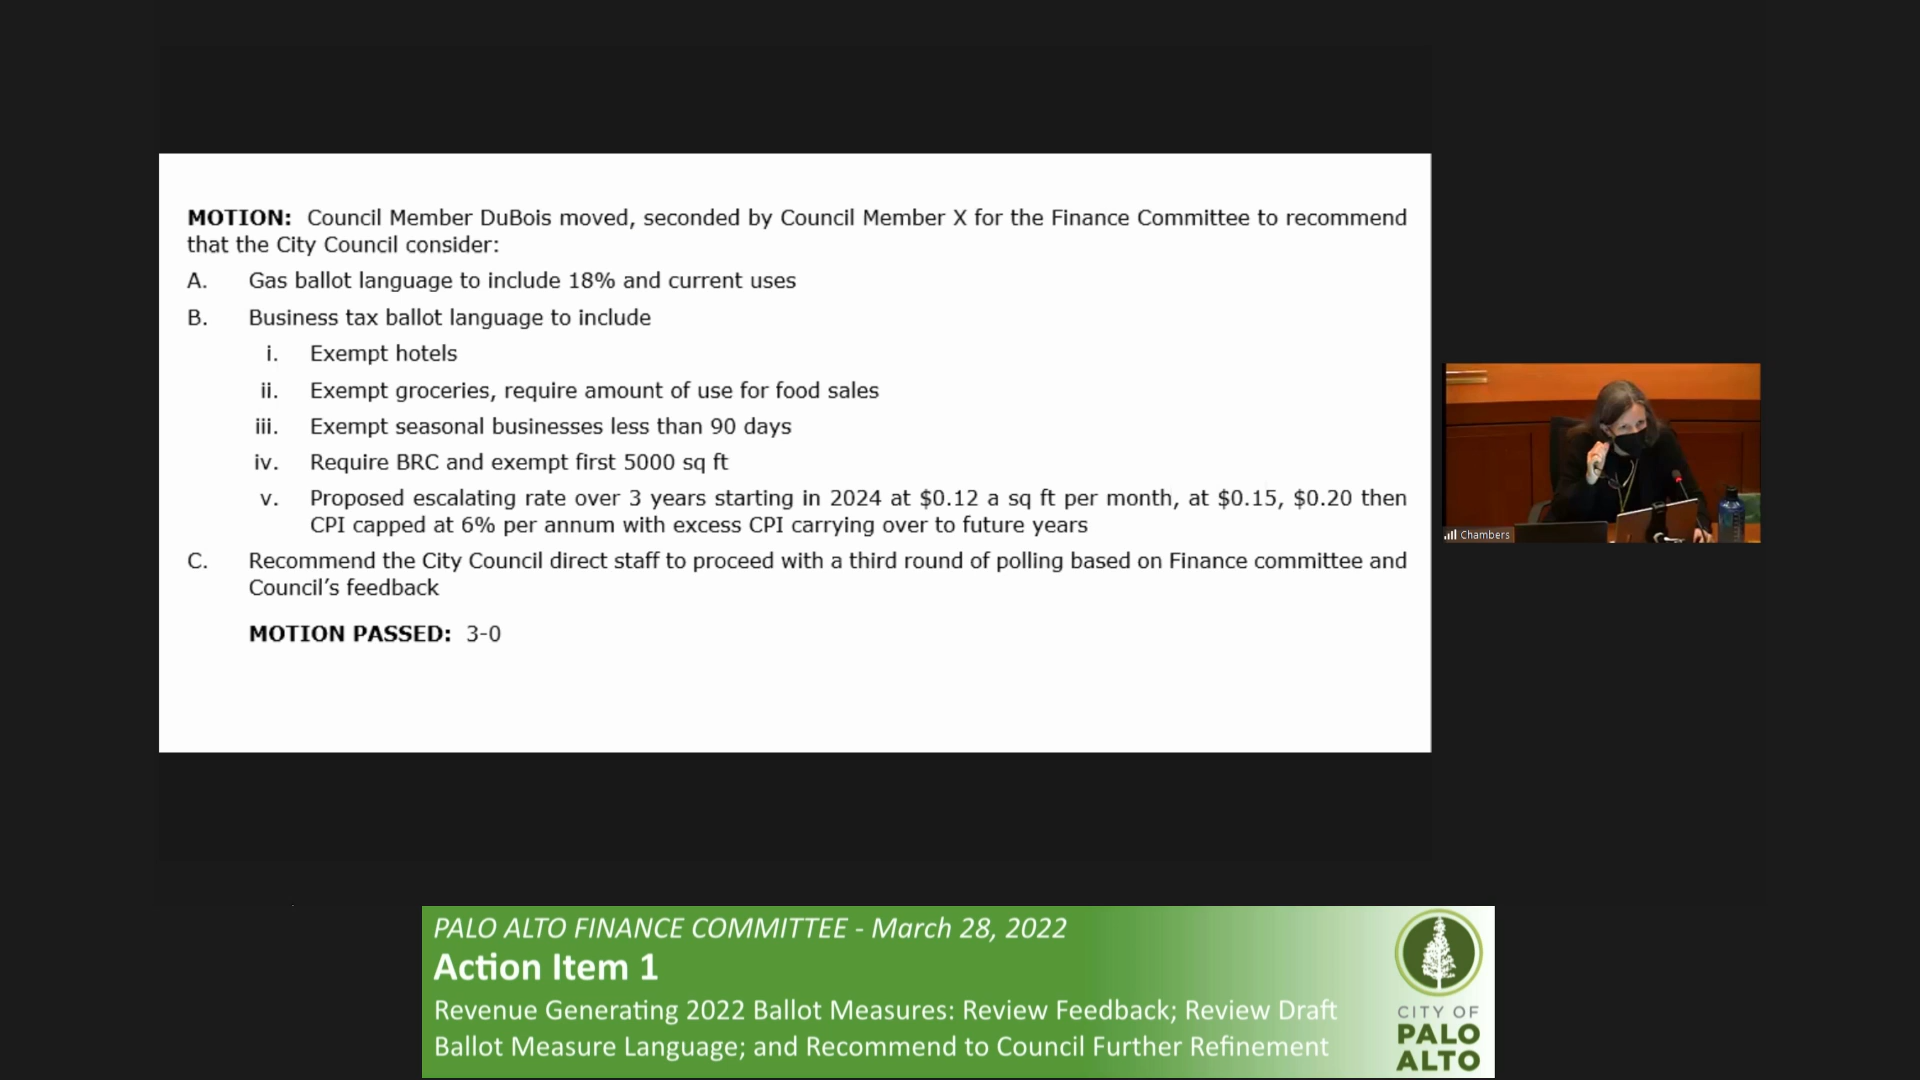 MOTION: Council Member DuBois moved, seconded by Council Member X for the Finance Committee to recommend
that the City Council consider:
A. Gas ballot language to include 18% and current uses
B. Business tax ballot language to include
i. Exempt hotels
ii. Exempt groceries, require amount of use for food sales
iii. Exempt seasonal businesses less than 90 days
iv. Require BRC and exempt first 5000 sq ft
v. Proposed escalating rate over 3 years starting in 2024 at $0.12 a sq ft per month, at $0.15, $0.20 then
CPI capped at 6% per annum with excess CPI carrying over to future years
C. Recommend the City Council direct staff to proceed with a third round of polling based on Finance committee and
Council's feedback
MOTION PASSED: 3-0
Chambers
PALO ALTO FINANCE COMMITTEE - March 28, 2022
Action Item 1
Revenue Generating 2022 Ballot Measures: Review Feedback; Review Draft
Ballot Measure Language; and Recommend to Council Further Refinement
CITY OF
PALO
ALTO